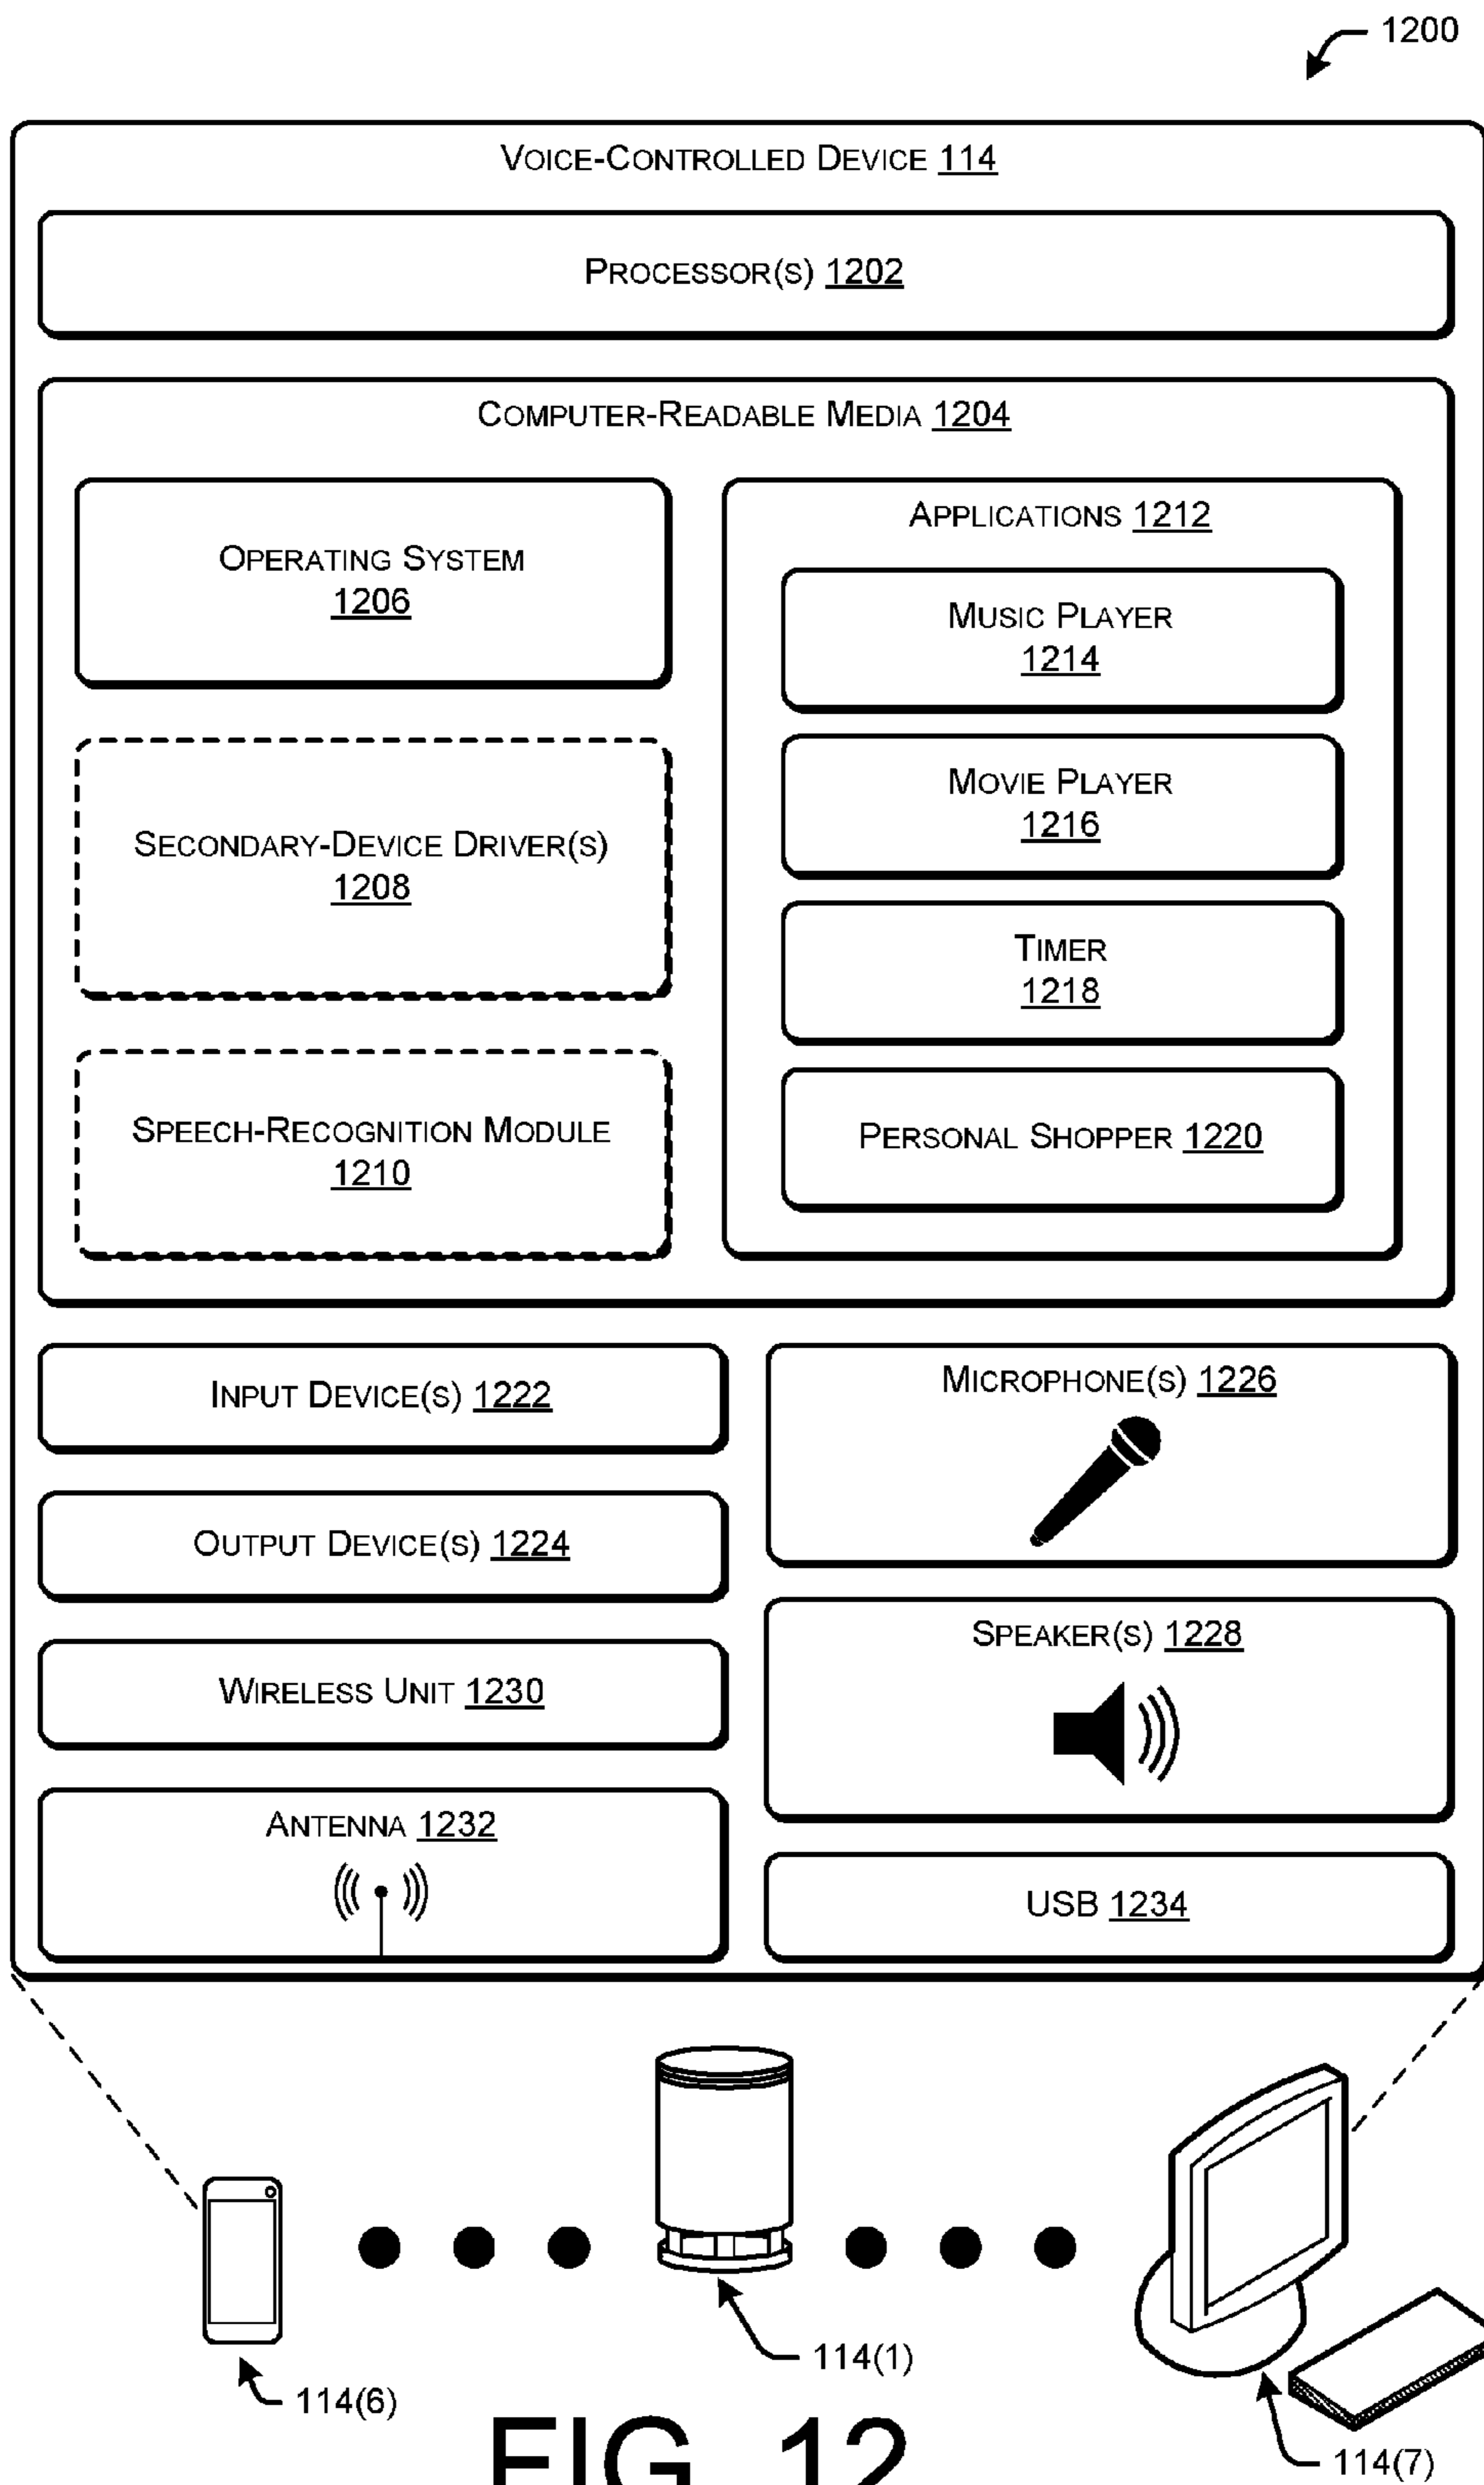 1200
VOICE-CONTROLLED DEVICE 114
PROCESSOR(S) 1202
COMPUTER-READABLE MEDIA 1204
OPERATING SYSTEM
1206
SECONDARY-DEVICE DRIVER(S)
1208
SPEECH-RECOGNITION MODULE
1210
APPLICATIONS 1212
MUSIC PLAYER
1214
MOVIE PLAYER
1216
TIMER
1218
PERSONAL SHOPPER 1220
INPUT DEVICE(S) 1222
OUTPUT DEVICE(S) 1224
WIRELESS UNIT 1230
ANTENNA 1232
MICROPHONE(S) 1226
SPEAKER(S) 1228
USB 1234
114(6)
114(1)
114(7)
FIG. 12